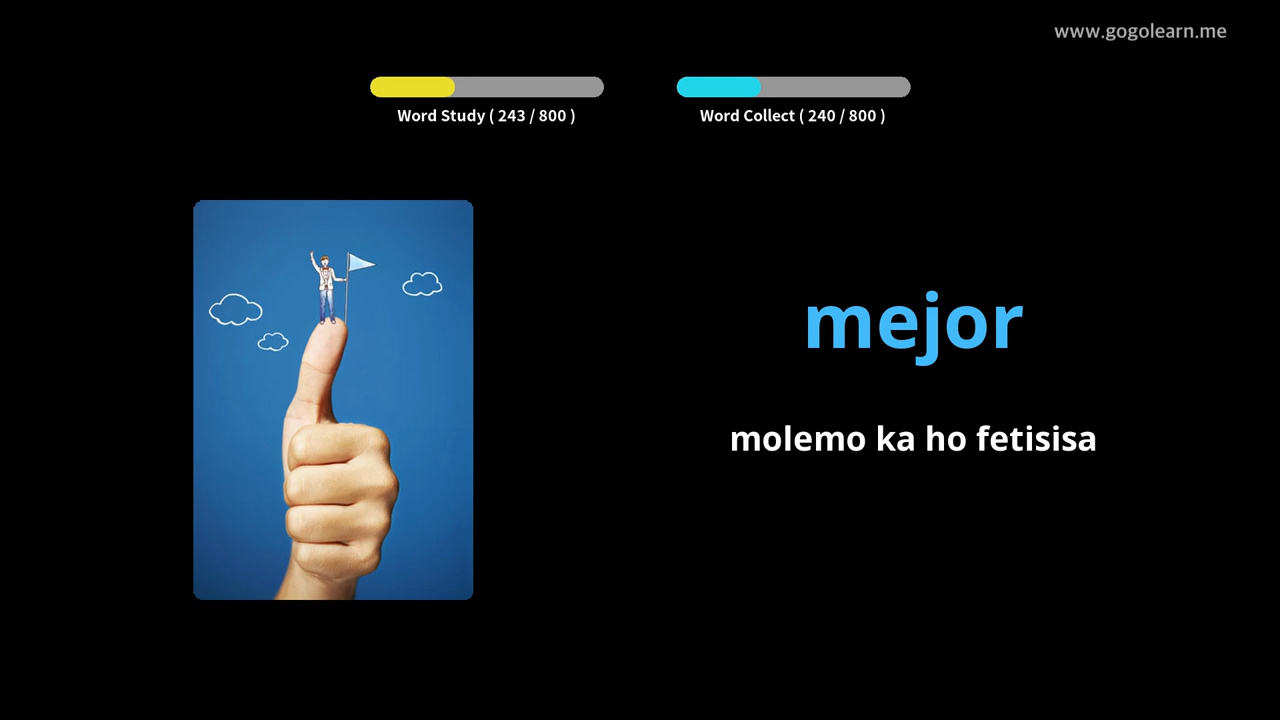 www.gogolearn.me
Word Study ( 243 / 800 )
Word Collect ( 240 / 800 )
mejor
molemo ka ho fetisisa